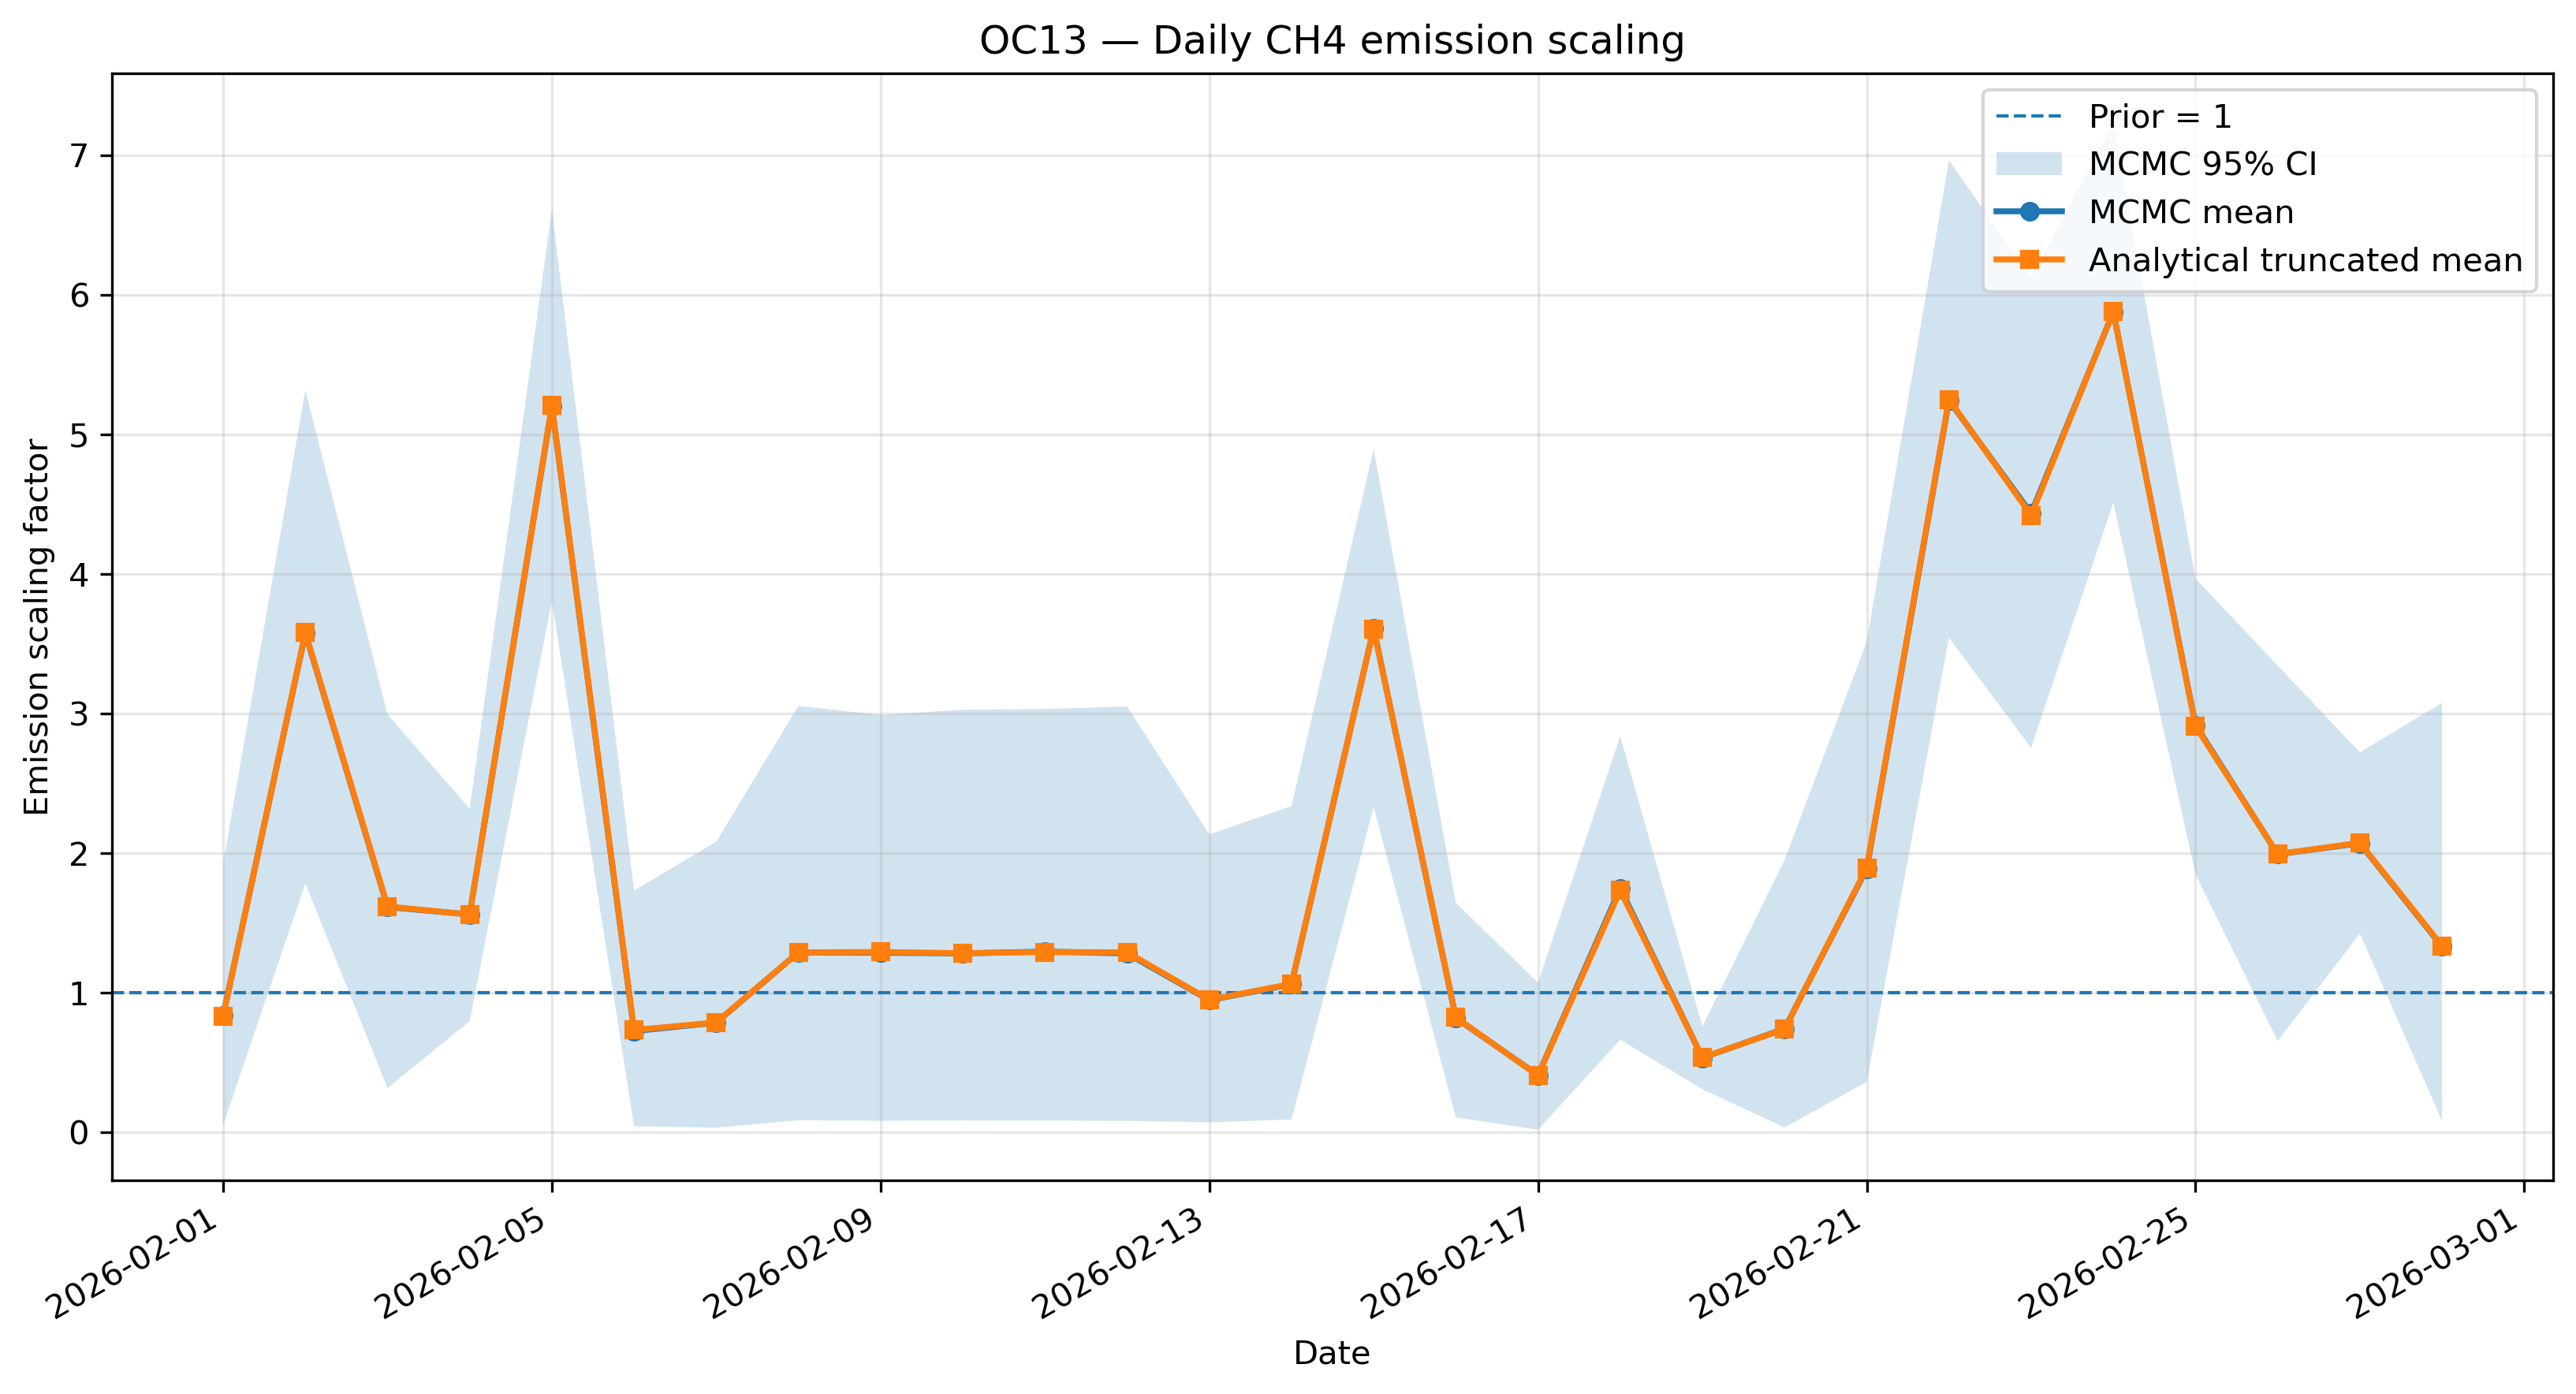 OC13 — Daily CH4 emission scaling
Prior = 1
MCMC 95% CI
MCMC mean
Analytical truncated mean
Emission scaling factor
7
6
5
4
3
2
1
0
2026-02-01
2026-02-05
2026-02-09
2026-02-13
2026-02-17
2026-02-21
2026-02-25
2026-03-01
Date